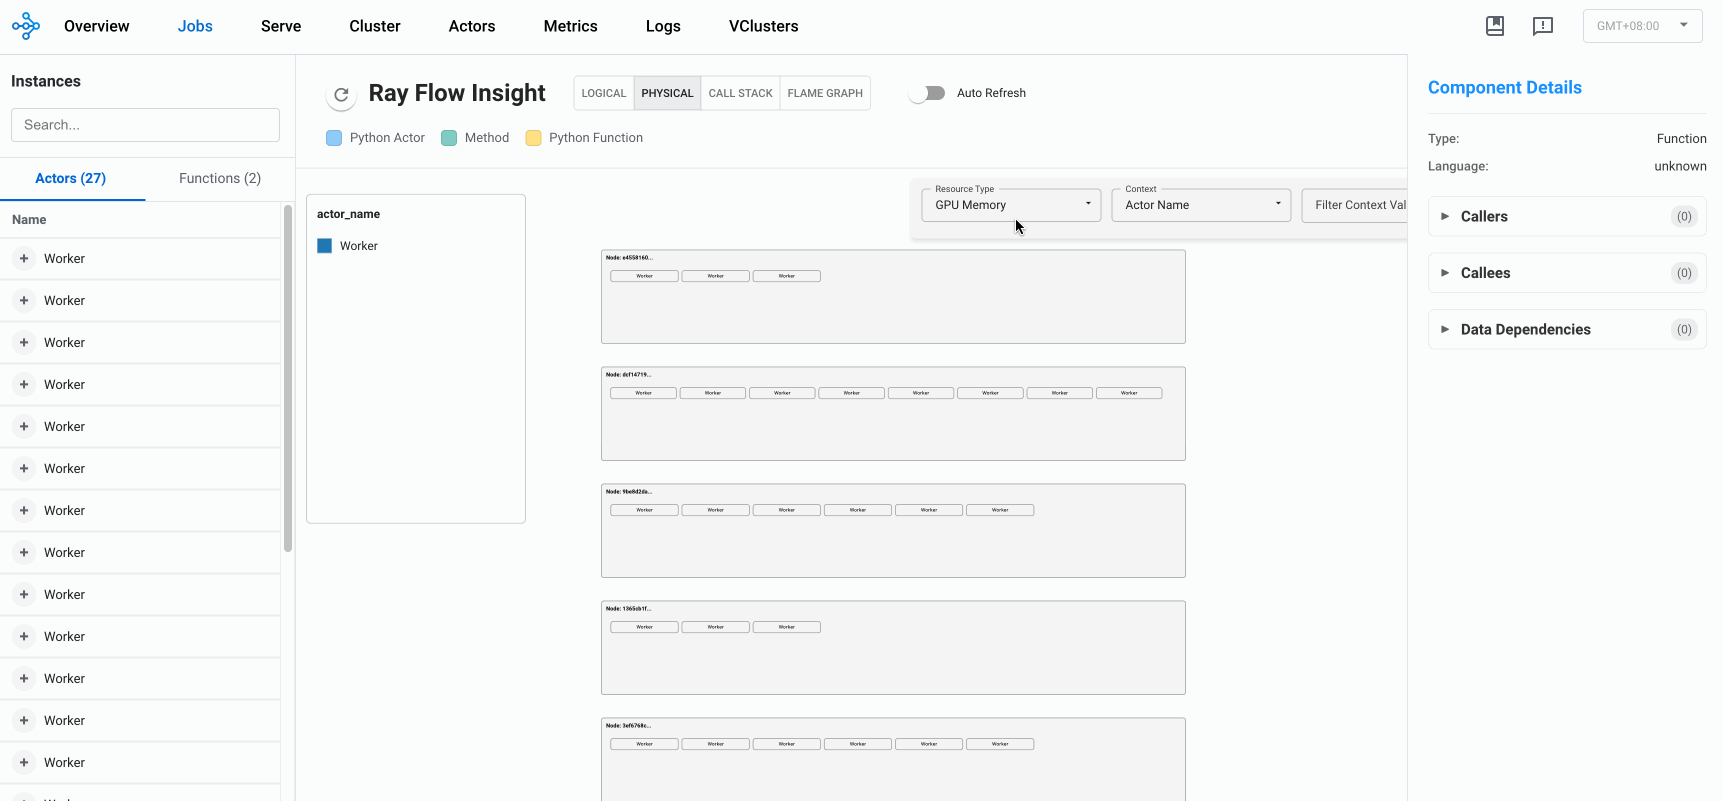 Overview Jobs Serve Cluster Actors Metrics Logs VClusters GMT+08:00
Instances
Search...
Actors (27) Functions (2)
Name
Worker
Worker
Worker
Worker
Worker
Worker
Worker
Worker
Worker
Worker
Worker
Worker
Worker
Ray Flow Insight LOGICAL PHYSICAL CALL STACK FLAME GRAPH Auto Refresh
Python Actor Method Python Function
actor_name
Worker
Resource Type Context
GPU Memory Actor Name Filter Context Val
Node: e4558160...
Worker Worker Worker
Node: dcf14719...
Worker Worker Worker Worker Worker Worker Worker Worker
Node: 9be8d2da...
Worker Worker Worker Worker Worker Worker
Node: 1365cb1f...
Worker Worker Worker
Node: 3ef6768c...
Worker Worker Worker Worker Worker Worker
Component Details
Type: Function
Language: unknown
Callers (0)
Callees (0)
Data Dependencies (0)